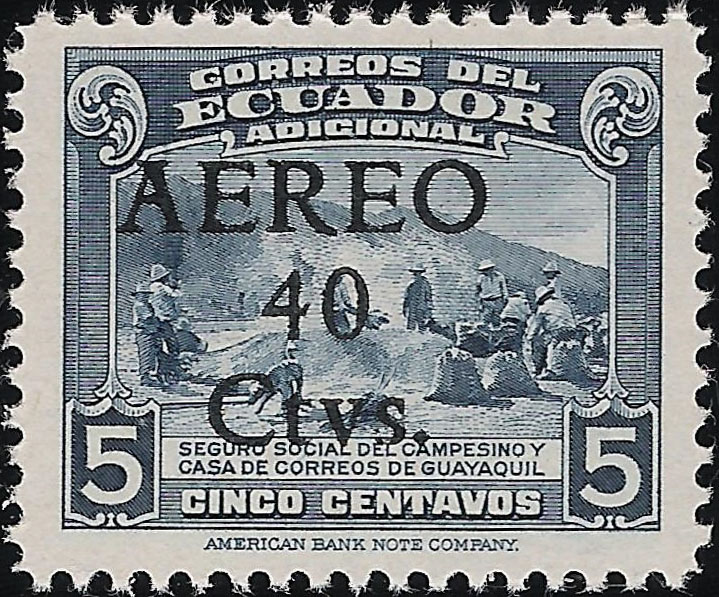 CORREOS DEL
ECUADOR
ADICIONAL
AEREO
40
Ctvs.
SEGURO SOCIAL DEL CAMPESINO Y
CASA DE CORREOS DE GUAYAQUIL
5 CINCO CENTAVOS 5
AMERICAN BANK NOTE COMPANY.